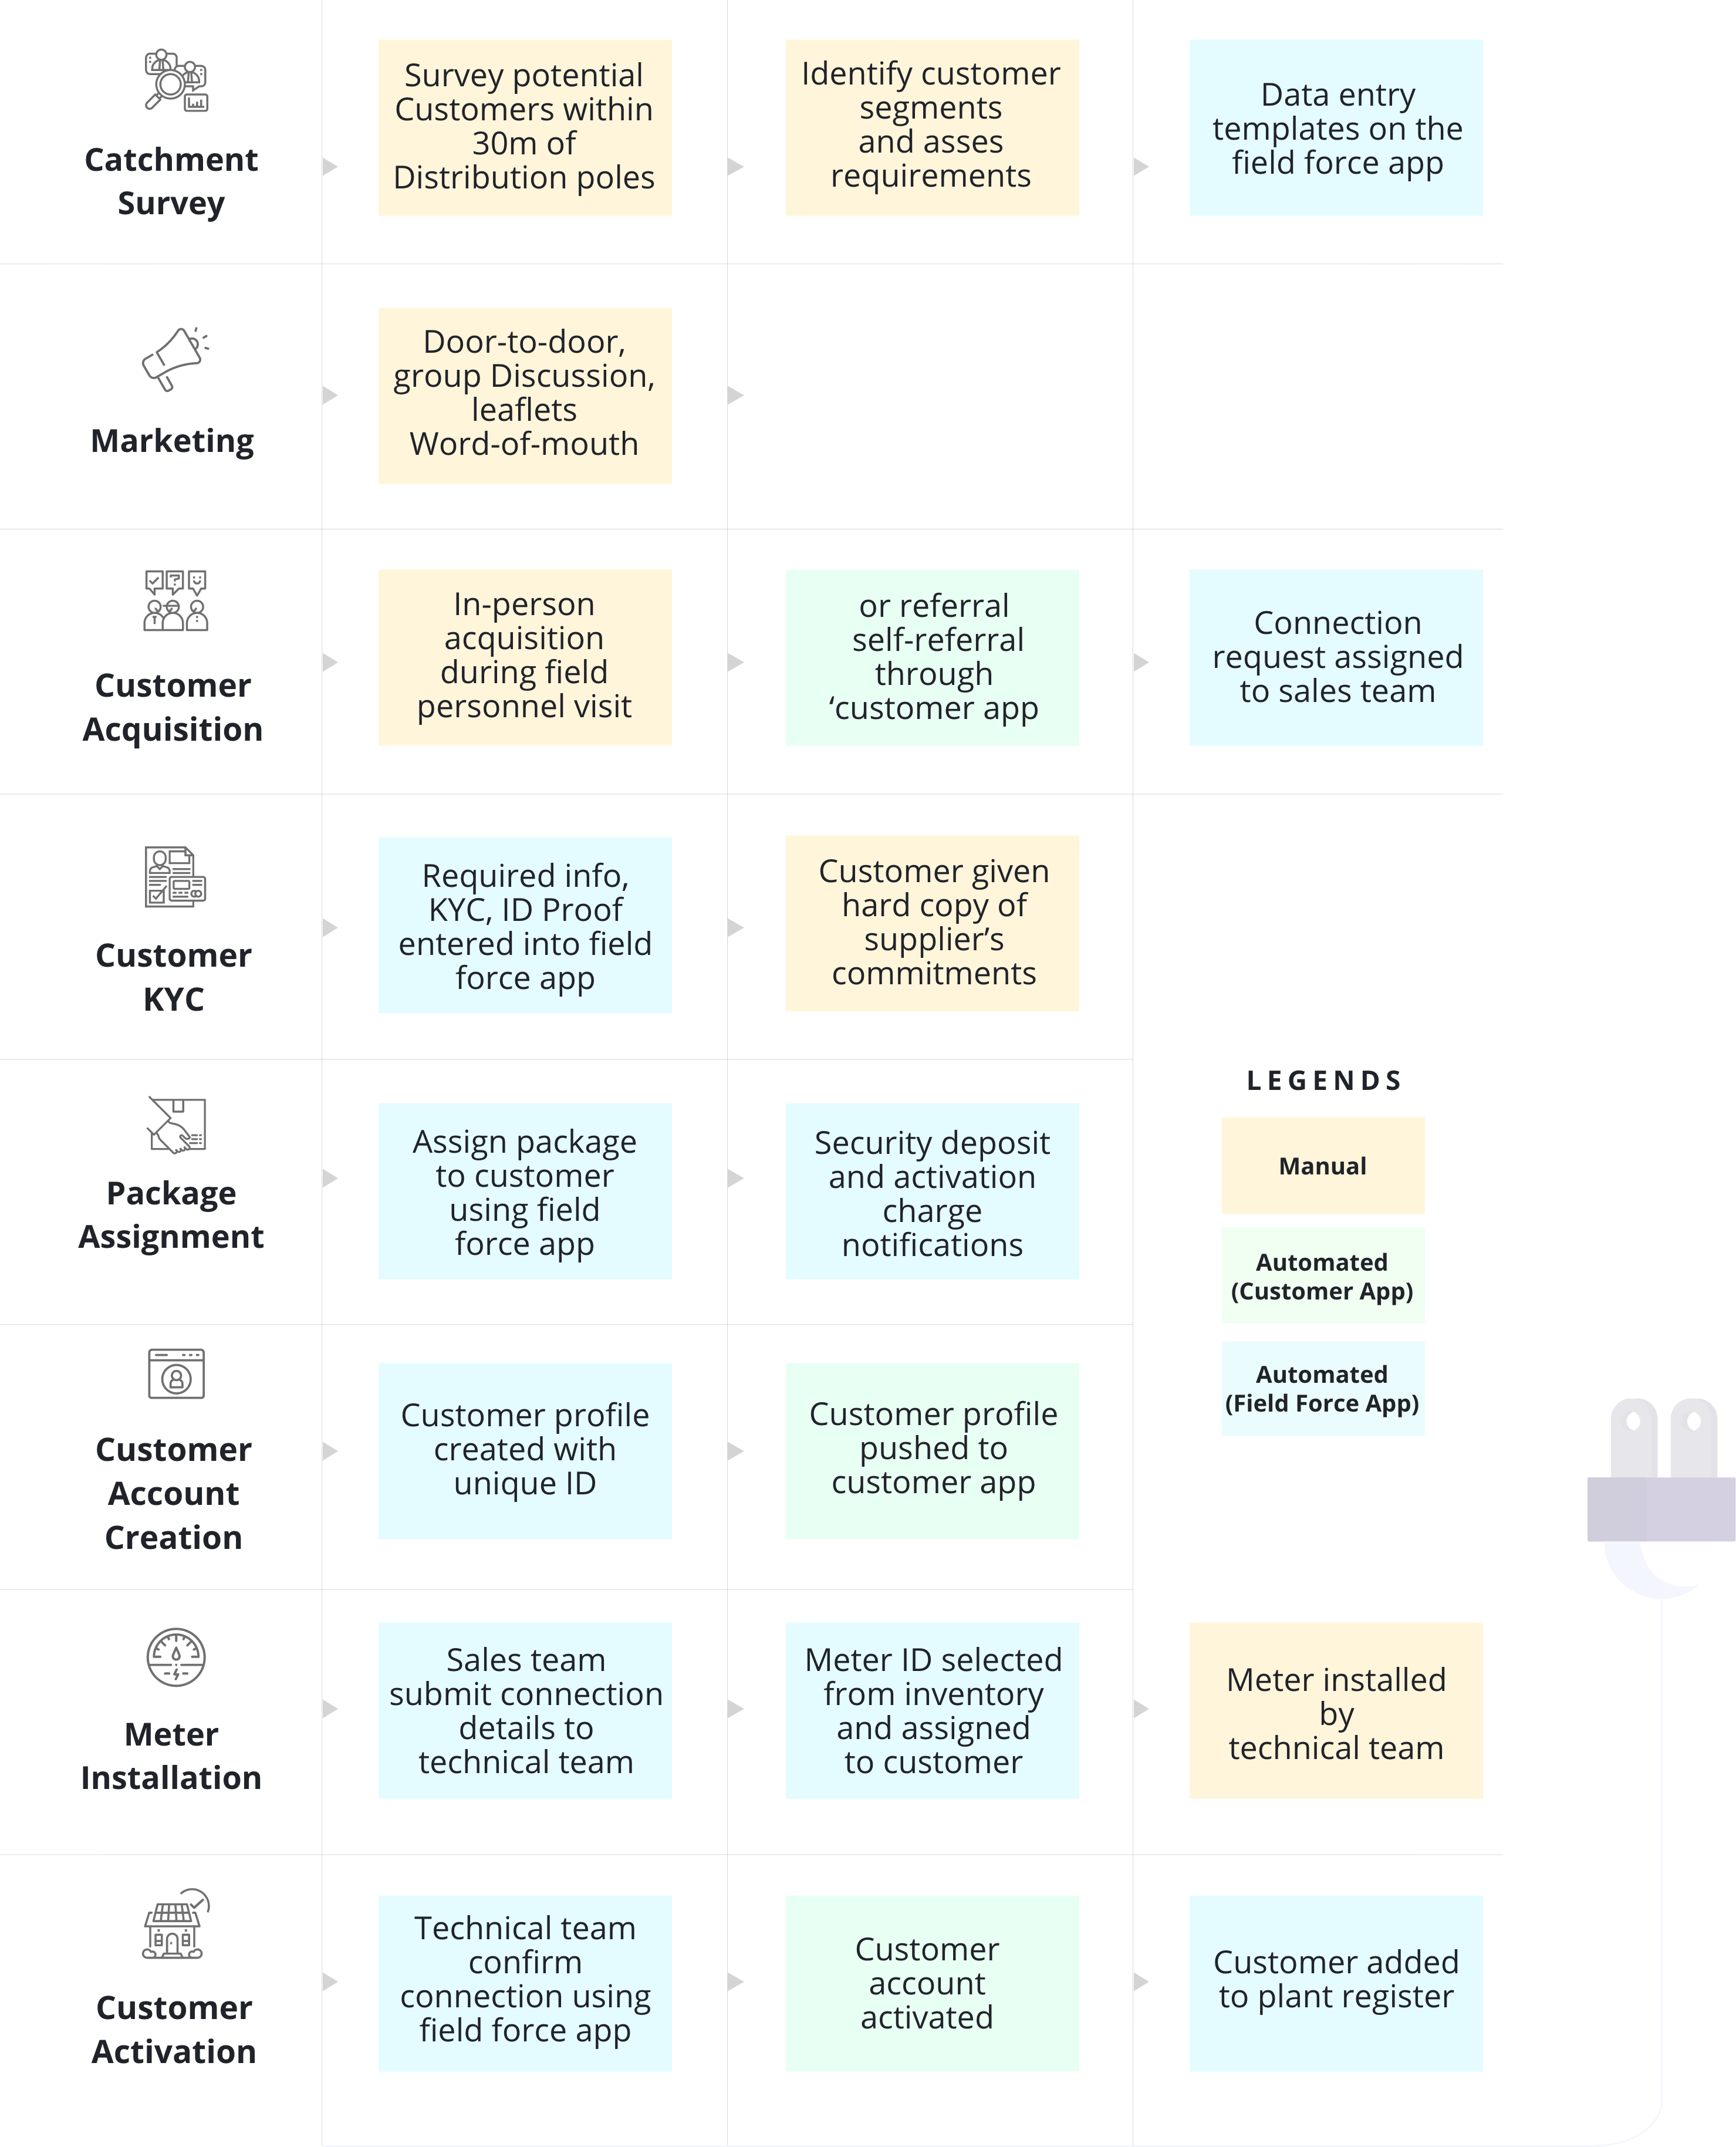 Catchment
Survey
Survey potential
Customers within
30m of
Distribution poles
Identify customer
segments
and asses
requirements
Data entry
templates on the
field force app
Marketing
Door-to-door,
group Discussion,
leaflets
Word-of-mouth
Customer
Acquisition
In-person
acquisition
during field
personnel visit
or referral
self-referral
through
‘customer app
Connection
request assigned
to sales team
Customer
KYC
Required info,
KYC, ID Proof
entered into field
force app
Customer given
hard copy of
supplier’s
commitments
Package
Assignment
Assign package
to customer
using field
force app
Security deposit
and activation
charge
notifications
LEGENDS
Manual
Automated
(Customer App)
Automated
(Field Force App)
Customer
Account
Creation
Customer profile
created with
unique ID
Customer profile
pushed to
customer app
Meter
Installation
Sales team
submit connection
details to
technical team
Meter ID selected
from inventory
and assigned
to customer
Meter installed
by
technical team
Customer
Activation
Technical team
confirm
connection using
field force app
Customer
account
activated
Customer added
to plant register